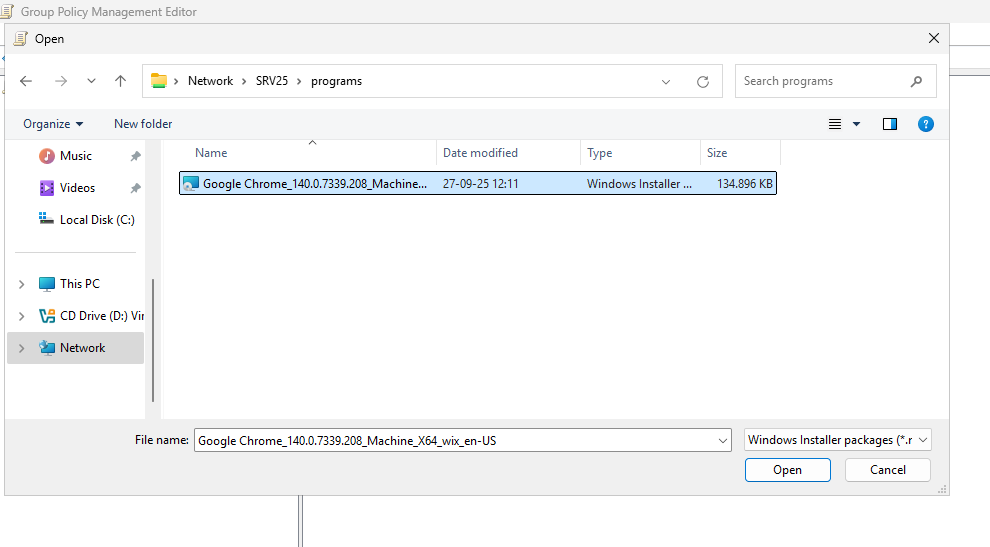 Group Policy Management Editor
Open
Network > SRV25 > programs
Search programs
Organize
New folder
Name
Date modified
Type
Size
Music
Videos
Local Disk (C:)
This PC
CD Drive (D:) Vir
Network
Google Chrome_140.0.7339.208_Machine...
27-09-25 12:11
Windows Installer ...
134.896 KB
File name:
Google Chrome_140.0.7339.208_Machine_X64_wix_en-US
Windows Installer packages (*.r
Open
Cancel